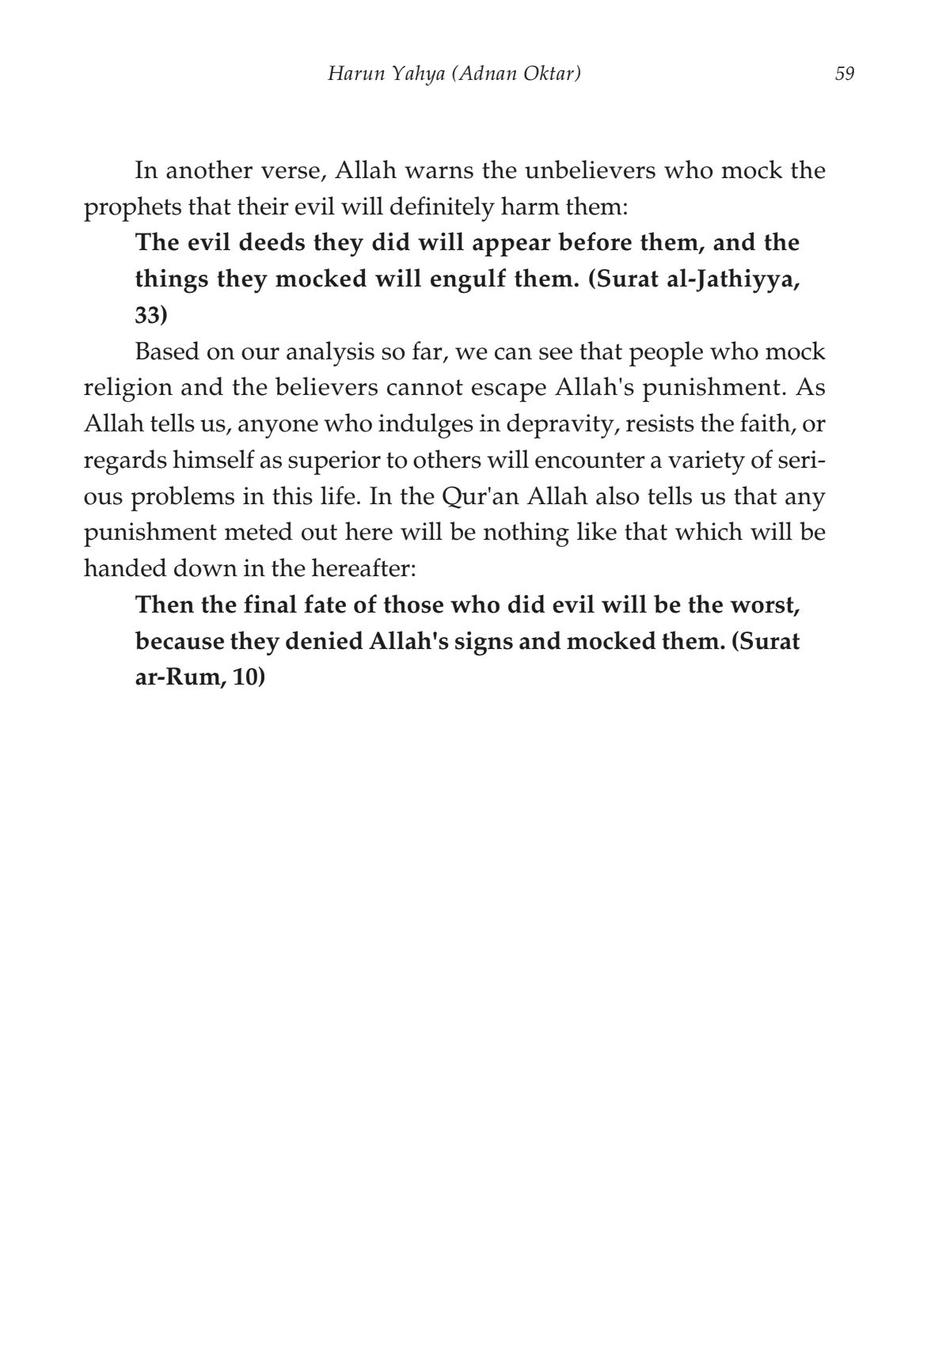 Harun Yahya (Adnan Oktar) 59
In another verse, Allah warns the unbelievers who mock the
prophets that their evil will definitely harm them:
The evil deeds they did will appear before them, and the
things they mocked will engulf them. (Surat al-Jathiyya,
33)
Based on our analysis so far, we can see that people who mock
religion and the believers cannot escape Allah's punishment. As
Allah tells us, anyone who indulges in depravity, resists the faith, or
regards himself as superior to others will encounter a variety of seri-
ous problems in this life. In the Qur'an Allah also tells us that any
punishment meted out here will be nothing like that which will be
handed down in the hereafter:
Then the final fate of those who did evil will be the worst,
because they denied Allah's signs and mocked them. (Surat
ar-Rum, 10)